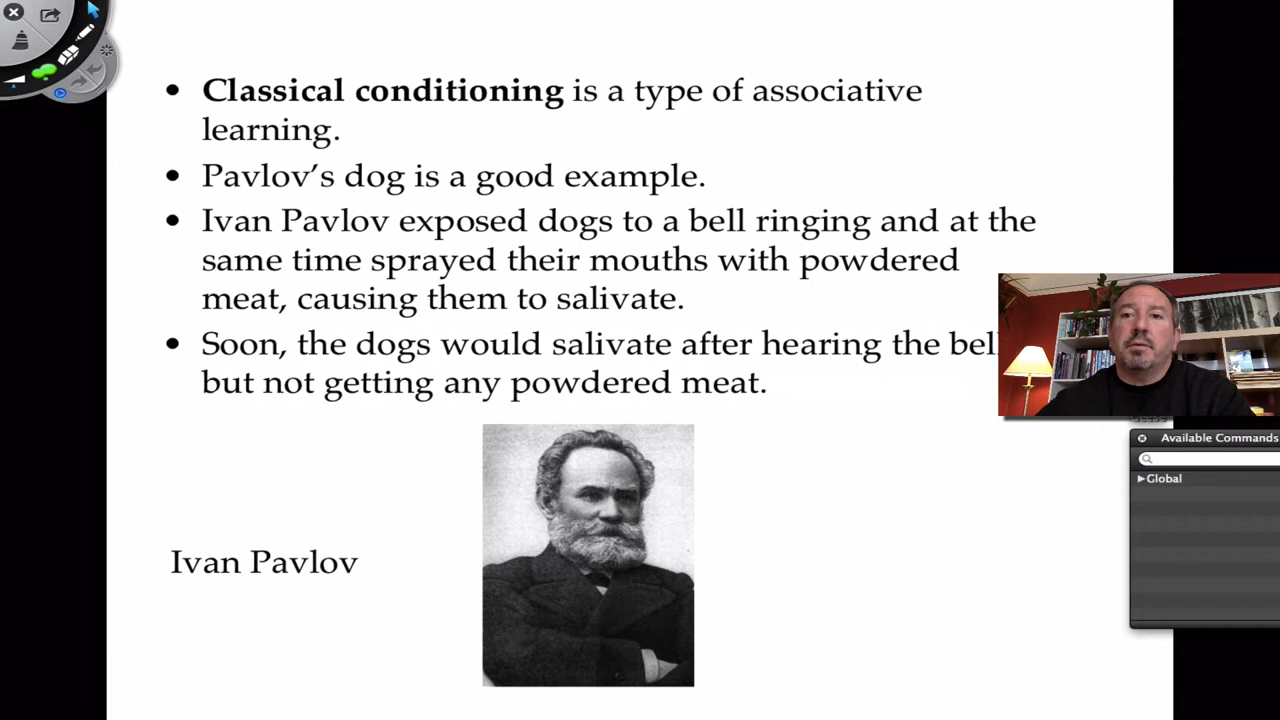 • Classical conditioning is a type of associative
learning.
• Pavlov’s dog is a good example.
• Ivan Pavlov exposed dogs to a bell ringing and at the
same time sprayed their mouths with powdered
meat, causing them to salivate.
• Soon, the dogs would salivate after hearing the bell
but not getting any powdered meat.
Available Commands
Global
Ivan Pavlov